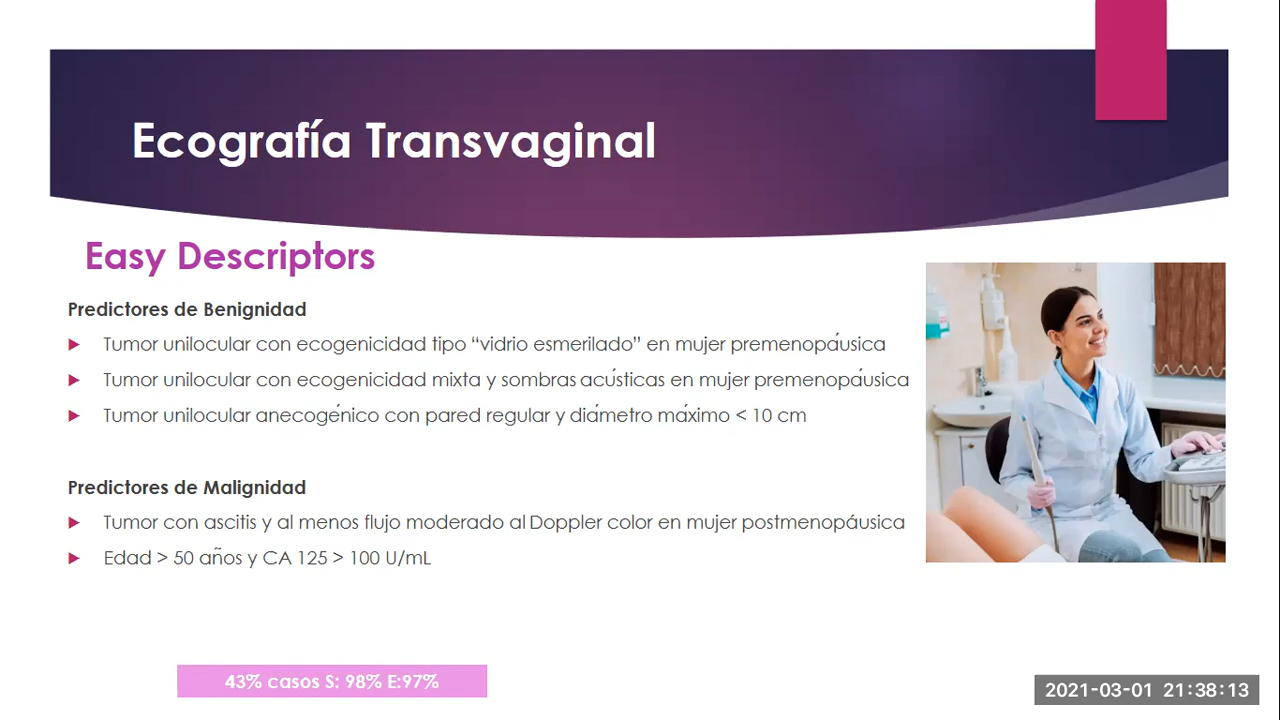 Ecografía Transvaginal
Easy Descriptors
Predictores de Benignidad
Tumor unilocular con ecogenicidad tipo “vidrio esmerilado” en mujer premenopáusica
Tumor unilocular con ecogenicidad mixta y sombras acústicas en mujer premenopáusica
Tumor unilocular anecogénico con pared regular y diámetro máximo < 10 cm
Predictores de Malignidad
Tumor con ascitis y al menos flujo moderado al Doppler color en mujer postmenopáusica
Edad > 50 años y CA 125 > 100 U/mL
43% casos S: 98% E:97%
2021-03-01 21:38:13